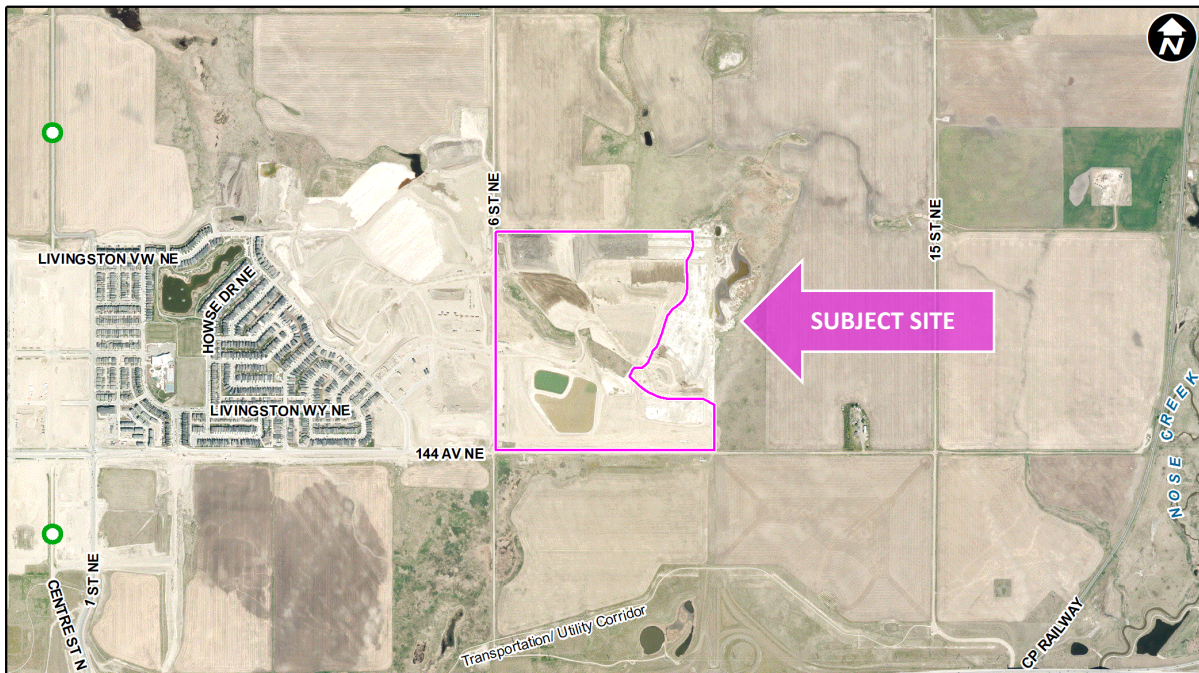 N
6 ST NE
15 ST NE
LIVINGSTON VW NE
HOWSE DR NE
SUBJECT SITE
LIVINGSTON WY NE
144 AV NE
NOSE CREEK
1 ST NE
CENTRE ST N
Transportation/ Utility Corridor
CP RAILWAY